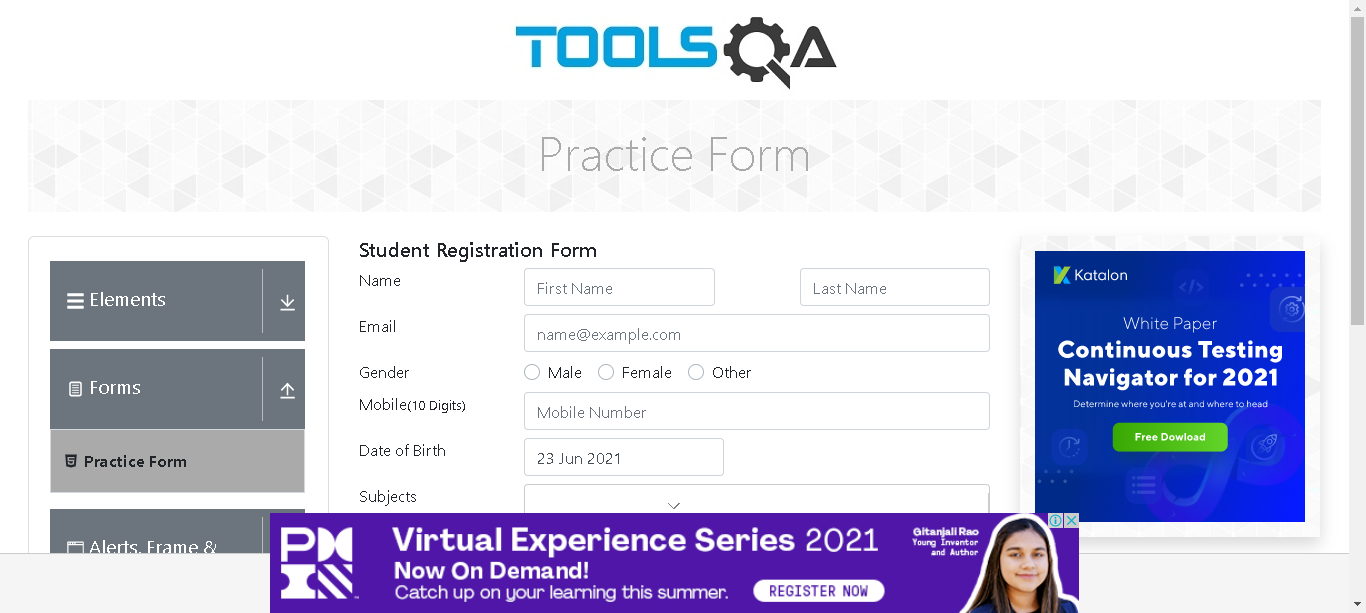 TOOLSQA
Practice Form
Elements
Forms
Practice Form
Alerts, Frame &
Student Registration Form
Name
First Name
Last Name
Email
name@example.com
Gender
Male
Female
Other
Mobile(10 Digits)
Mobile Number
Date of Birth
23 Jun 2021
Subjects
Katalon
White Paper
Continuous Testing
Navigator for 2021
Determine where you're at and where to head
Free Dowload
PMI
Virtual Experience Series 2021
Now On Demand!
Catch up on your learning this summer.
REGISTER NOW
Gitanjali Rao
Young Inventor
and Author